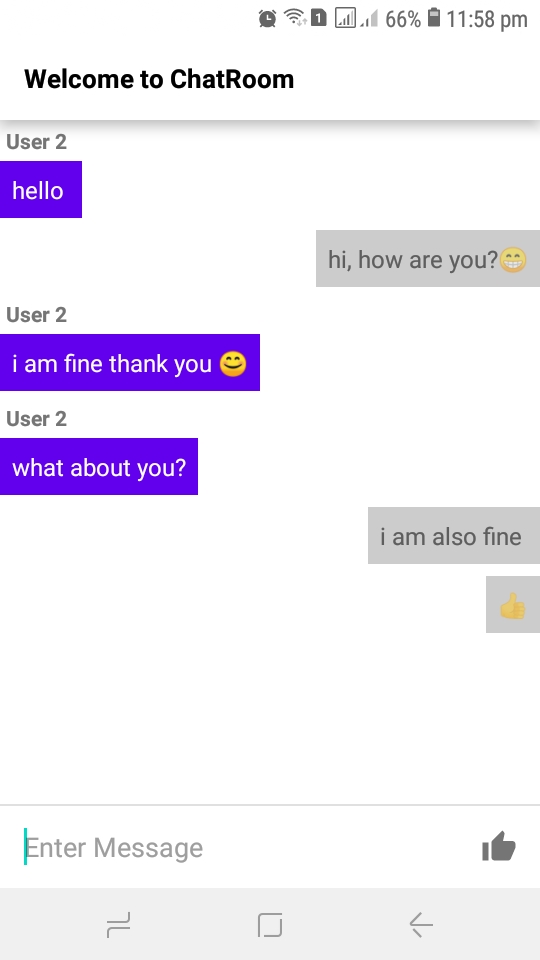 1 66% 11:58 pm
Welcome to ChatRoom
User 2
hello
hi, how are you?😁
User 2
i am fine thank you 😊
User 2
what about you?
i am also fine
👍
Enter Message